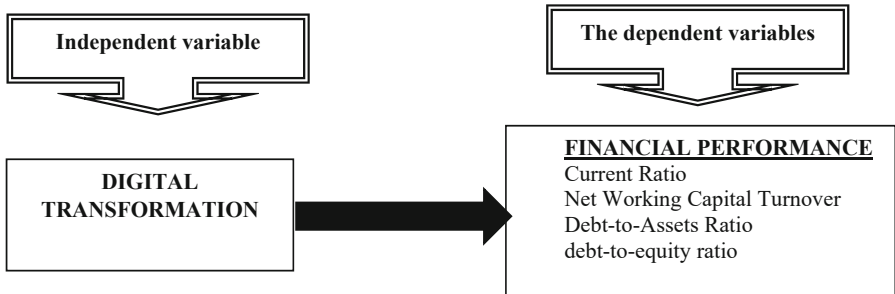 Independent variable
The dependent variables
DIGITAL
TRANSFORMATION
FINANCIAL PERFORMANCE
Current Ratio
Net Working Capital Turnover
Debt-to-Assets Ratio
debt-to-equity ratio